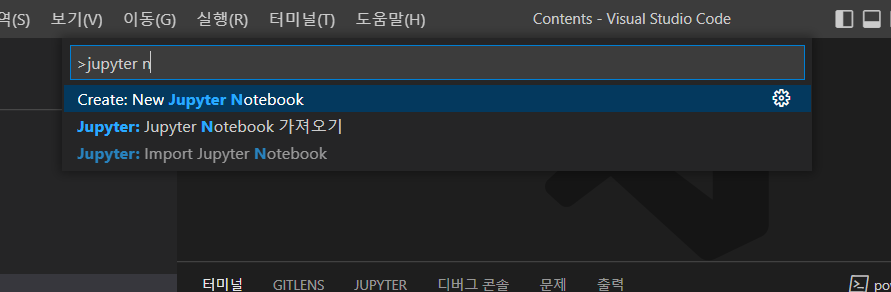 역(S) 보기(V) 이동(G) 실행(R) 터미널(T) 도움말(H) Contents - Visual Studio Code
>jupyter n
Create: New Jupyter Notebook
Jupyter: Jupyter Notebook 가져오기
Jupyter: Import Jupyter Notebook
터미널 GITLENS JUPYTER 디버그 콘솔 문제 출력 pow